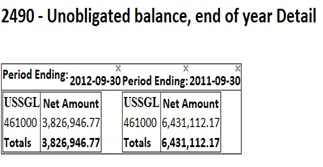 2490 - Unobligated balance, end of year Detail
x x
Period Ending: 2012-09-30 Period Ending: 2011-09-30
USSGL Net Amount USSGL Net Amount
461000 3,826,946.77 461000 6,431,112.17
Totals 3,826,946.77 Totals 6,431,112.17